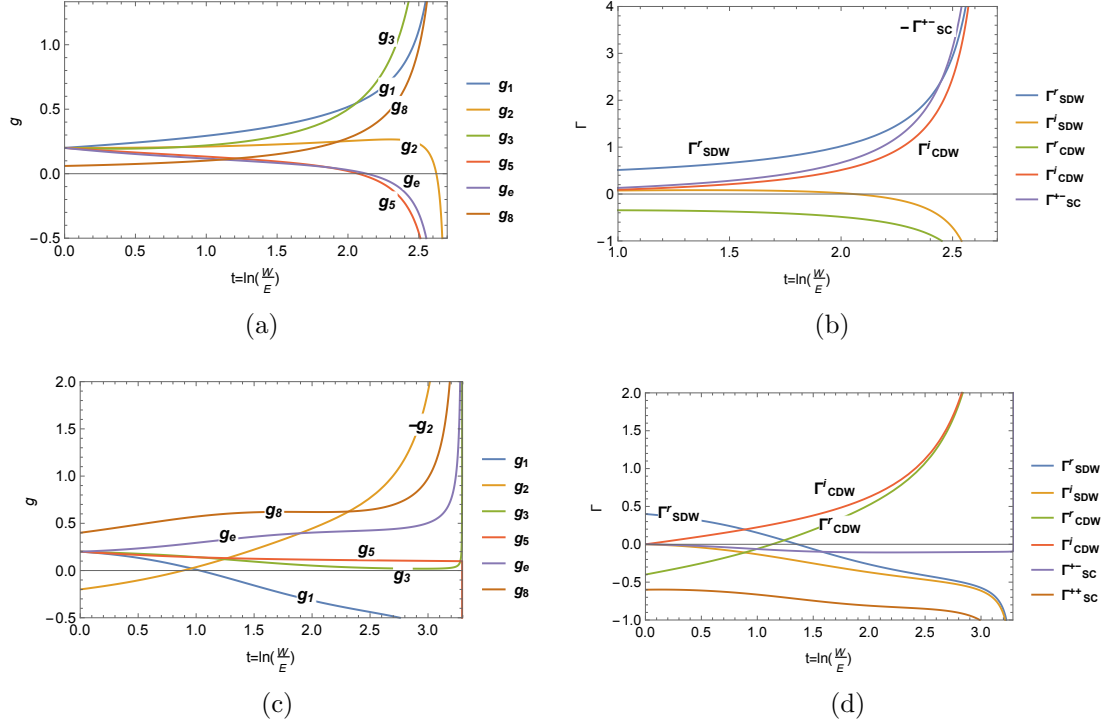 g
1.0
0.5
0.0
−0.5
0.0
0.5
1.0
1.5
2.0
2.5
t=ln(W/E)
g3
g1
g8
g2
ge
g5
g1
g2
g3
g5
ge
g8
(a)
Γ
4
3
2
1
0
−1
1.0
1.5
2.0
2.5
t=ln(W/E)
−Γ+−SC
ΓrSDW
ΓiCDW
ΓrSDW
ΓiSDW
ΓrCDW
ΓiCDW
Γ+−SC
(b)
g
2.0
1.5
1.0
0.5
0.0
−0.5
0.0
0.5
1.0
1.5
2.0
2.5
3.0
t=ln(W/E)
−g2
g8
ge
g5
g3
g1
g1
g2
g3
g5
ge
g8
(c)
Γ
2.0
1.5
1.0
0.5
0.0
−0.5
−1.0
0.0
0.5
1.0
1.5
2.0
2.5
3.0
t=ln(W/E)
ΓrSDW
ΓiCDW
ΓrCDW
ΓrSDW
ΓiSDW
ΓrCDW
ΓiCDW
Γ+−SC
Γ++SC
(d)